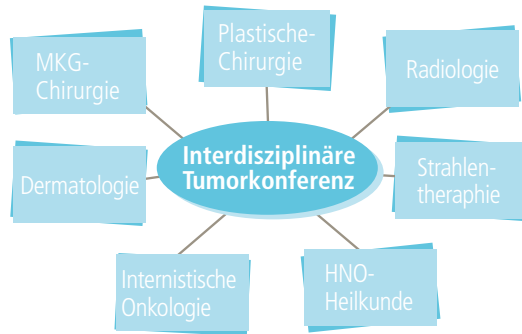 Plastische-
Chirurgie
MKG-
Chirurgie
Radiologie
Interdisziplinäre
Tumorkonferenz
Dermatologie
Strahlen-
theraphie
Internistische
Onkologie
HNO-
Heilkunde